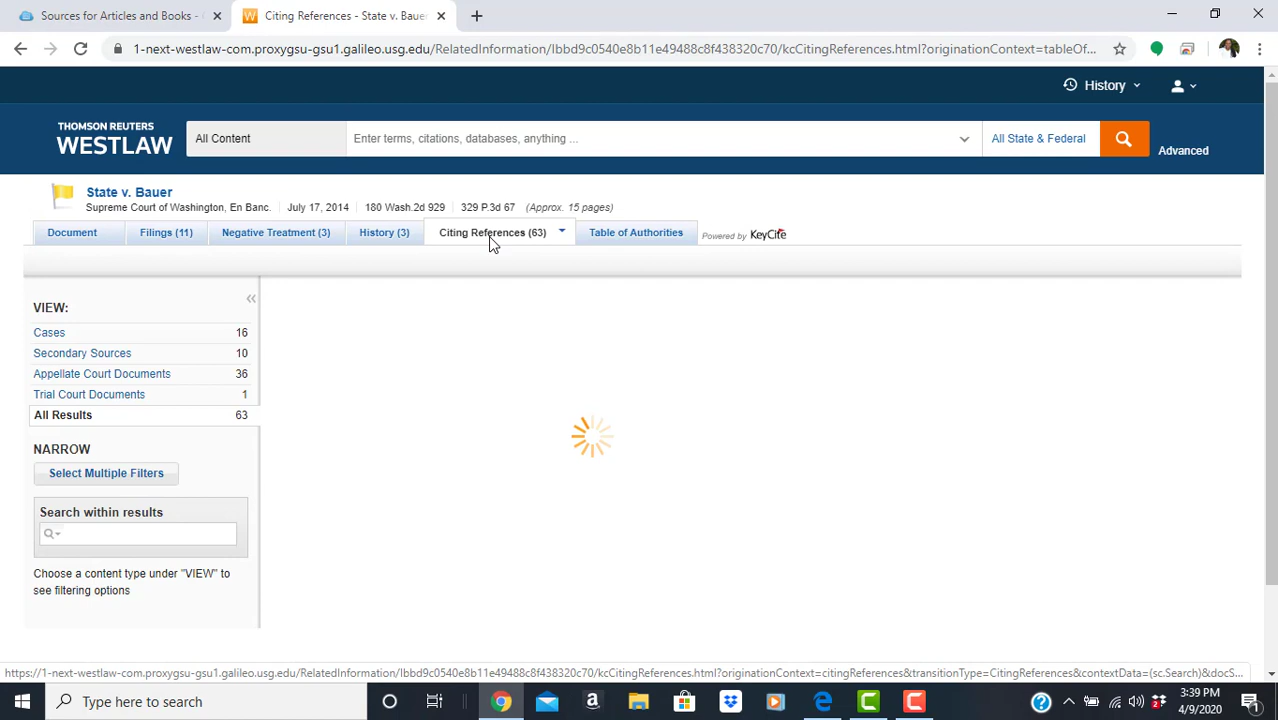 Sources for Articles and Books -
Citing References - State v. Baue
1-next-westlaw-com.proxygsu-gsu1.galileo.usg.edu/RelatedInformation/Ibbd9c0540e8b11e49488c8f438320c70/kcCitingReferences.html?originationContext=tableOf...
History
THOMSON REUTERS
WESTLAW
All Content
Enter terms, citations, databases, anything ...
All State & Federal
Advanced
State v. Bauer
Supreme Court of Washington, En Banc. July 17, 2014 180 Wash.2d 929 329 P.3d 67 (Approx. 15 pages)
Document Filings (11) Negative Treatment (3) History (3) Citing References (63) Table of Authorities Powered by KeyCite
VIEW:
Cases 16
Secondary Sources 10
Appellate Court Documents 36
Trial Court Documents 1
All Results 63
NARROW
Select Multiple Filters
Search within results
Choose a content type under "VIEW" to
see filtering options
https://1-next-westlaw-com.proxygsu-gsu1.galileo.usg.edu/RelatedInformation/Ibbd9c0540e8b11e49488c8f438320c70/kcCitingReferences.html?originationContext=citingReferences&transitionType=CitingReferences&contextData=(sc.Search)&docS...
Type here to search
3:39 PM
4/9/2020